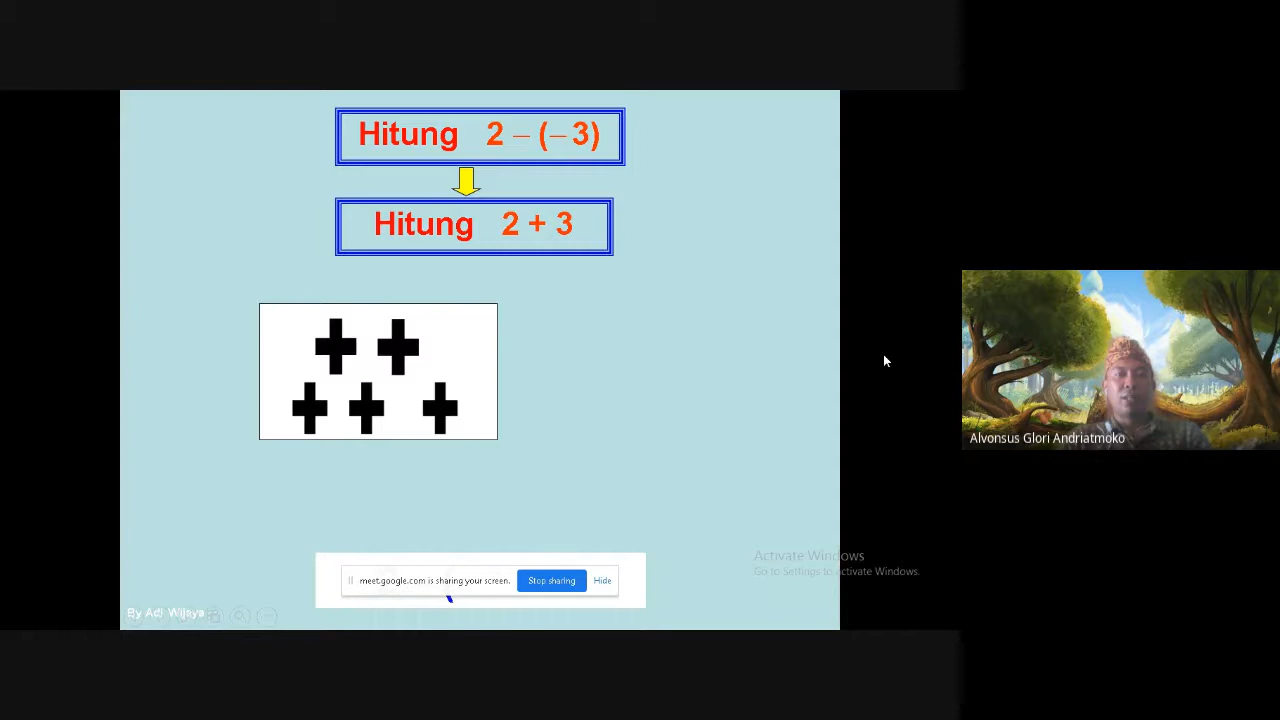 Hitung 2 – (– 3)
Hitung 2 + 3
Alvonsus Glori Andriatmoko
Activate Windows
Go to Settings to activate Windows.
meet.google.com is sharing your screen.
Stop sharing
Hide
By Adi Wijaya